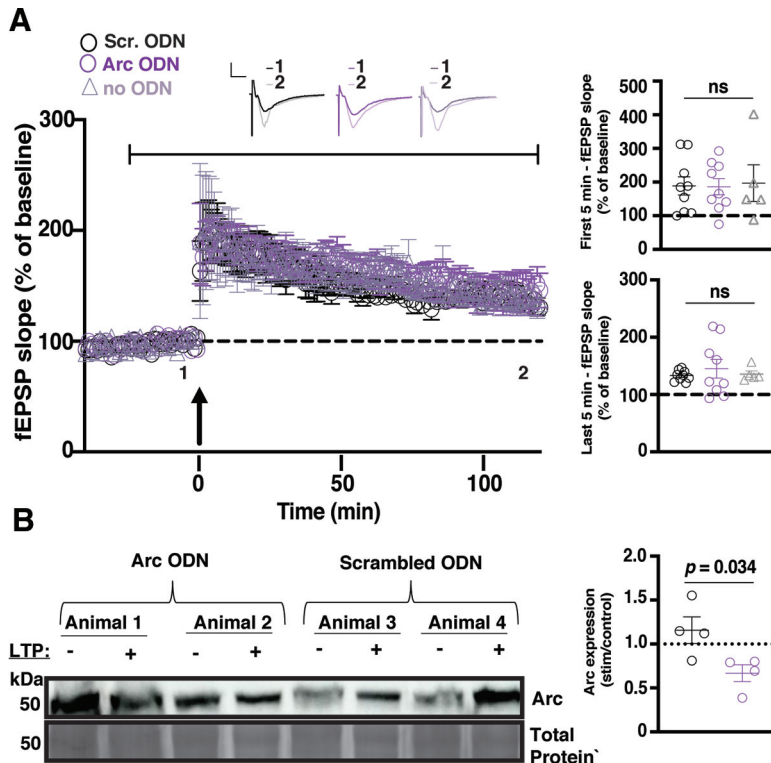 A
Scr. ODN
Arc ODN
no ODN
–1
–2
–1
–2
–1
–2
fEPSP slope (% of baseline)
300
200
100
0
1
2
0
50
100
Time (min)
First 5 min - fEPSP slope
(% of baseline)
500
400
300
200
100
0
ns
Last 5 min - fEPSP slope
(% of baseline)
300
200
100
0
ns
B
Arc ODN
Scrambled ODN
Animal 1
Animal 2
Animal 3
Animal 4
LTP: - + - + - + - +
kDa
50
Arc
50
Total
Protein`
Arc expression
(stim/control)
2.0
1.5
1.0
0.5
0
p = 0.034